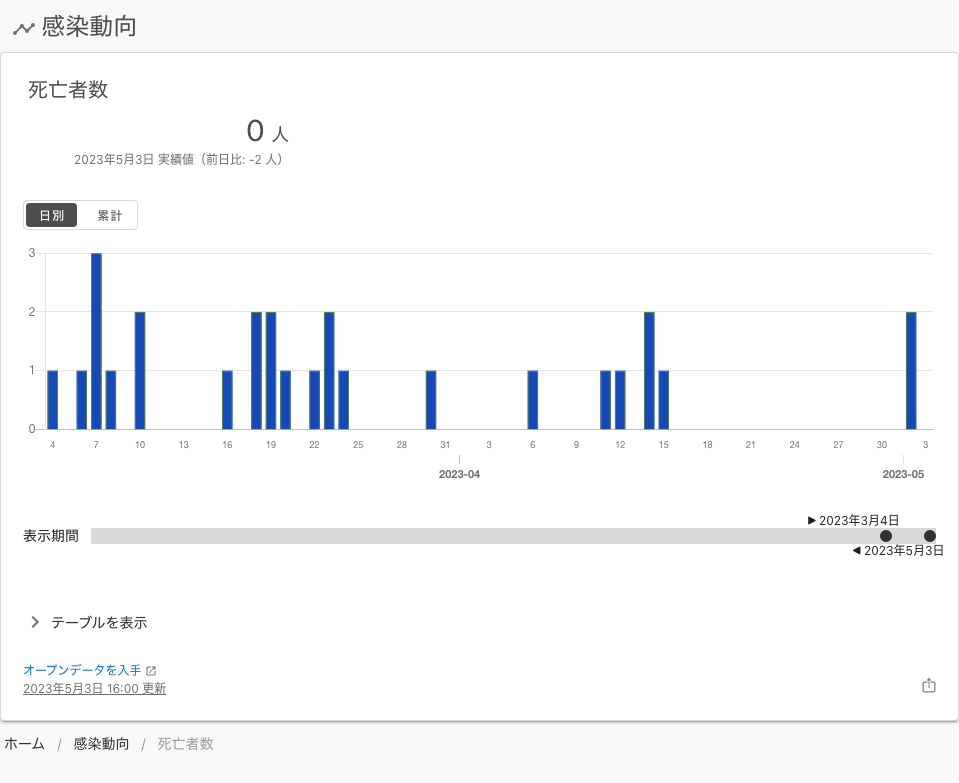 感染動向
死亡者数
0 人
2023年5月3日 実績値（前日比: -2 人）
日別 累計
3
2
1
0
4 7 10 13 16 19 22 25 28 31 3 6 9 12 15 18 21 24 27 30 3
2023-04 2023-05
▶ 2023年3月4日
表示期間
◀ 2023年5月3日
テーブルを表示
オープンデータを入手
2023年5月3日 16:00 更新
ホーム / 感染動向 / 死亡者数